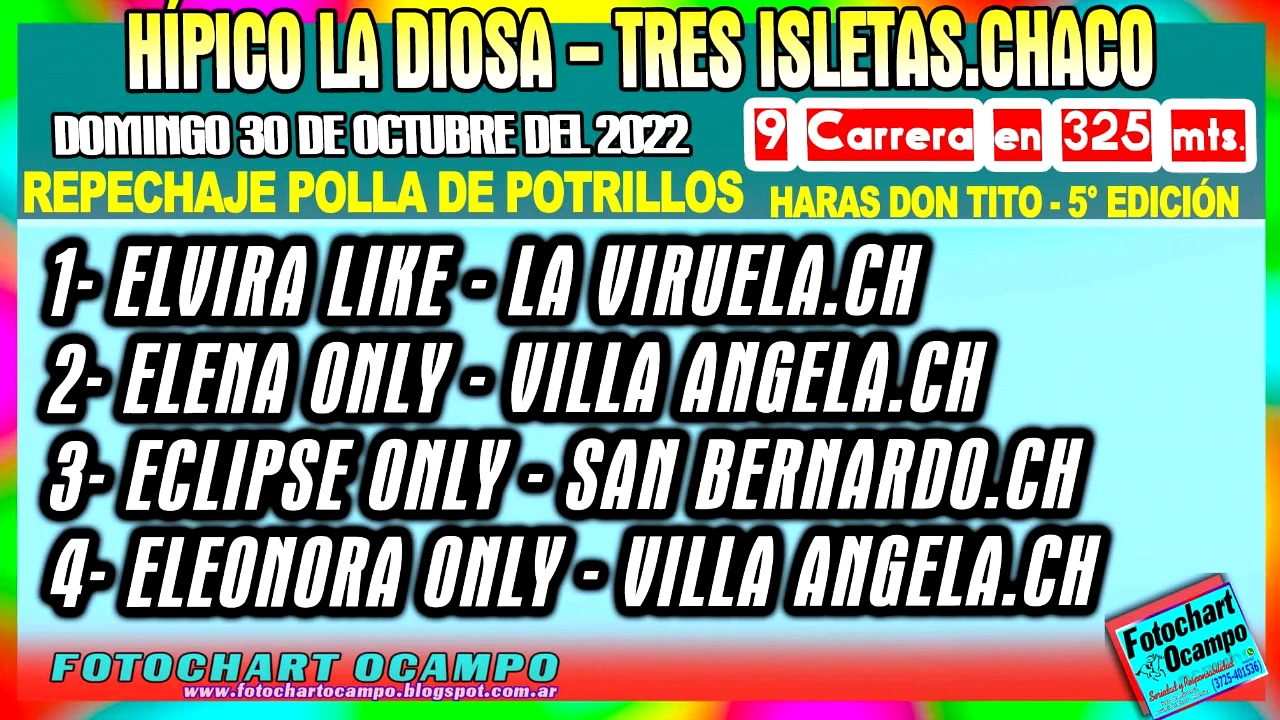 HÍPICO LA DIOSA - TRES ISLETAS.CHACO
DOMINGO 30 DE OCTUBRE DEL 2022
9 Carrera en 325 mts.
REPECHAJE POLLA DE POTRILLOS
HARAS DON TITO - 5° EDICIÓN
1- ELVIRA LIKE - LA VIRUELA.CH
2- ELENA ONLY - VILLA ANGELA.CH
3- ECLIPSE ONLY - SAN BERNARDO.CH
4- ELEONORA ONLY - VILLA ANGELA.CH
FOTOCHART OCAMPO
www.fotochartocampo.blogspot.com.ar
Fotochart
Ocampo
Seriedad y Responsabilidad
(3725-401536)